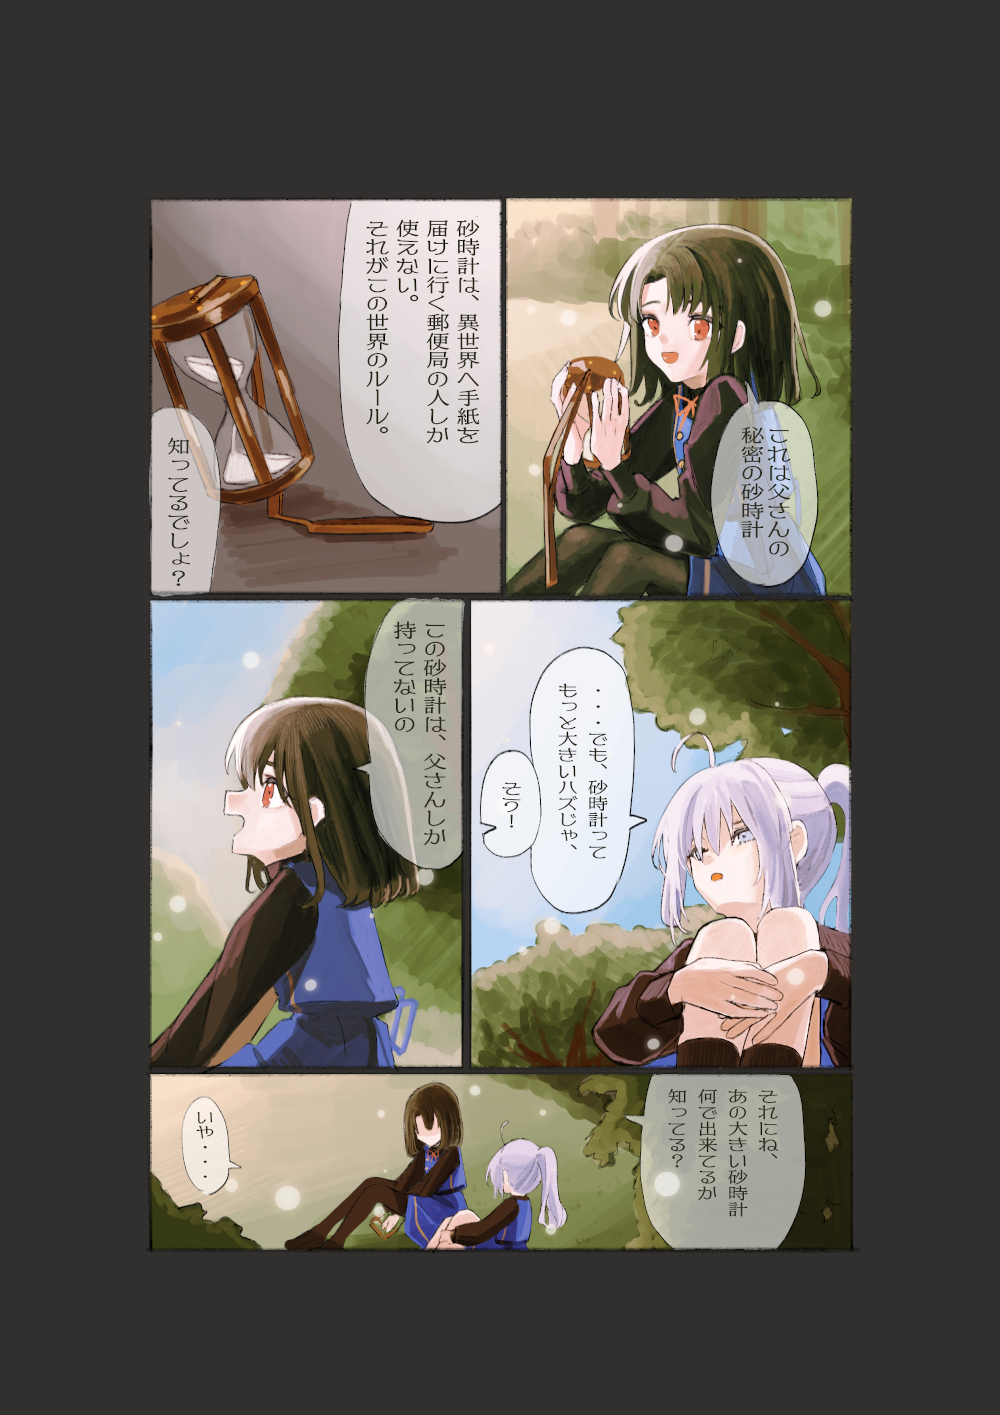 これは父さんの
秘密の砂時計
砂時計は、異世界へ手紙を
届けに行く郵便局の人しか
使えない。
それがこの世界のルール。
知ってるでしょ？
・・・でも、砂時計って
もっと大きいハズじゃ、
そう！
この砂時計は、父さんしか
持ってないの
それにね、
あの大きい砂時計
何で出来てるか
知ってる？
いや・・・・